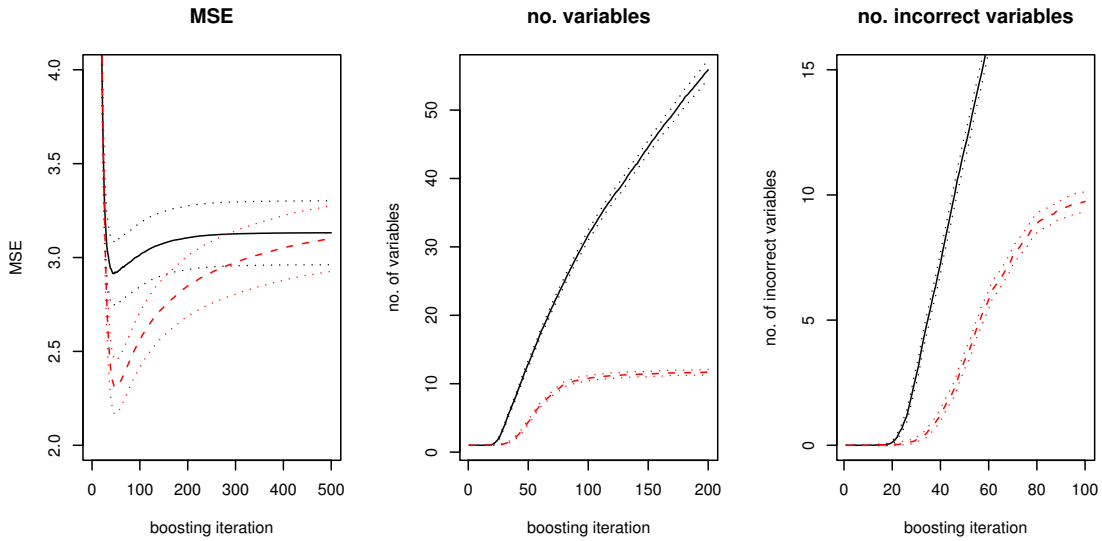 MSE
no. variables
no. incorrect variables
MSE
2.0
2.5
3.0
3.5
4.0
0 100 200 300 400 500
boosting iteration
no. of variables
0
10
20
30
40
50
0 50 100 150 200
boosting iteration
no. of incorrect variables
0
5
10
15
0 20 40 60 80 100
boosting iteration